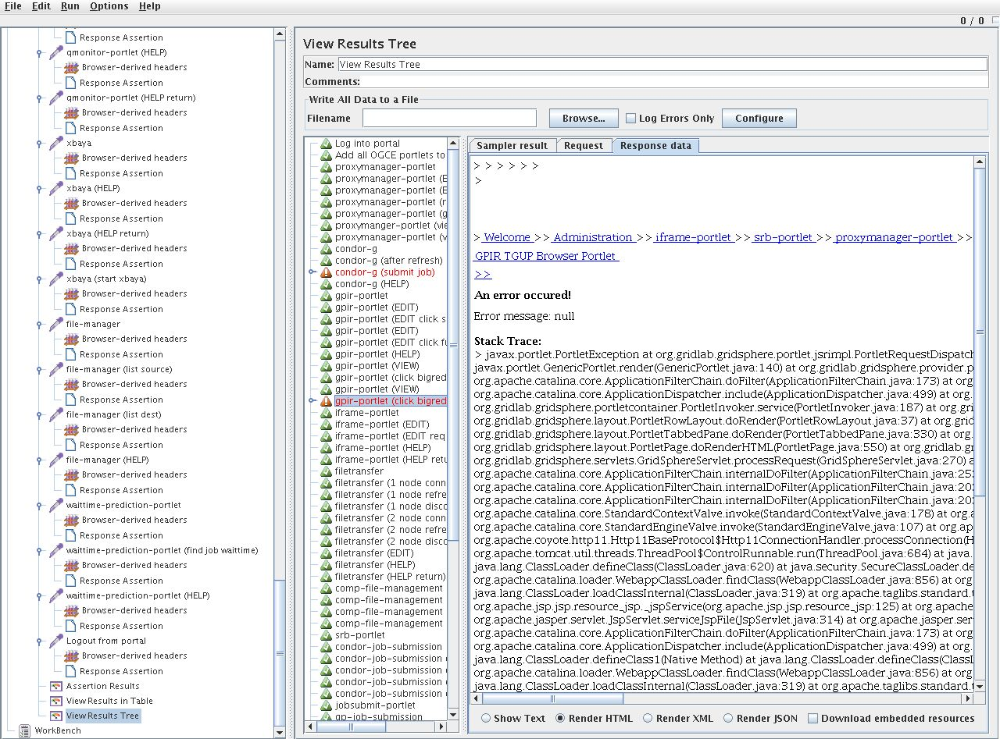 File Edit Run Options Help
0 / 0
Response Assertion
qmonitor-portlet (HELP)
Browser-derived headers
Response Assertion
qmonitor-portlet (HELP return)
Browser-derived headers
Response Assertion
xbaya
Browser-derived headers
Response Assertion
xbaya (HELP)
Browser-derived headers
Response Assertion
xbaya (HELP return)
Browser-derived headers
Response Assertion
xbaya (start xbaya)
Browser-derived headers
Response Assertion
file-manager
Browser-derived headers
Response Assertion
file-manager (list source)
Browser-derived headers
Response Assertion
file-manager (list dest)
Browser-derived headers
Response Assertion
file-manager (HELP)
Browser-derived headers
Response Assertion
waittime-prediction-portlet
Browser-derived headers
Response Assertion
waittime-prediction-portlet (find job waittime)
Browser-derived headers
Response Assertion
waittime-prediction-portlet (HELP)
Browser-derived headers
Response Assertion
Logout from portal
Browser-derived headers
Response Assertion
Assertion Results
View Results in Table
View Results Tree
WorkBench
View Results Tree
Name: View Results Tree
Comments:
Write All Data to a File
Filename Browse... Log Errors Only Configure
Log into portal
Add all OGCE portlets to
proxymanager-portlet
proxymanager-portlet (E
proxymanager-portlet (E
proxymanager-portlet (r
proxymanager-portlet (g
proxymanger-portlet (vie
proxymanager-portlet (v
condor-g
condor-g (after refresh)
condor-g (submit job)
condor-g (HELP)
gpir-portlet
gpir-portlet (EDIT)
gpir-portlet (EDIT click s
gpir-portlet (EDIT)
gpir-portlet (EDIT click fu
gpir-portlet (HELP)
gpir-portlet (VIEW)
gpir-portlet (click bigred
gpir-portlet (VIEW)
gpir-portlet (click bigred
iframe-portlet
iframe-portlet (EDIT)
iframe-portlet (EDIT req
iframe-portlet (HELP)
iframe-portlet (HELP retu
filetransfer
filetransfer (1 node conn
filetransfer (1 node refre
filetransfer (1 node disco
filetransfer (2 node conn
filetransfer (2 node refre
filetransfer (2 node disco
filetransfer (EDIT)
filetransfer (HELP)
filetransfer (HELP return)
comp-file-management
comp-file-management
comp-file-management
comp-file-management
srb-portlet
condor-job-submission
condor-job-submission (
condor-job-submission (
condor-job-submission (
condor-job-submission (
jobsubmit-portlet
gp-job-submission
Sampler result Request Response data
> > > > > >
>
> Welcome >> Administration >> iframe-portlet >> srb-portlet >> proxymanager-portlet >>
GPIR TGUP Browser Portlet
>>
An error occured!
Error message: null
Stack Trace:
> javax.portlet.PortletException at org.gridlab.gridsphere.portlet.jsrimpl.PortletRequestDispatch
javax.portlet.GenericPortlet.render(GenericPortlet.java:140) at org.gridlab.gridsphere.provider.p
org.apache.catalina.core.ApplicationFilterChain.doFilter(ApplicationFilterChain.java:173) at org
org.apache.catalina.core.ApplicationDispatcher.include(ApplicationDispatcher.java:499) at org.a
org.gridlab.gridsphere.portletcontainer.PortletInvoker.service(PortletInvoker.java:187) at org.gri
org.gridlab.gridsphere.layout.PortletRowLayout.doRender(PortletRowLayout.java:37) at org.grid
org.gridlab.gridsphere.layout.PortletTabbedPane.doRender(PortletTabbedPane.java:330) at org.
org.gridlab.gridsphere.layout.PortletPage.doRenderHTML(PortletPage.java:550) at org.gridlab.gr
org.gridlab.gridsphere.servlets.GridSphereServlet.processRequest(GridSphereServlet.java:270) a
org.apache.catalina.core.ApplicationFilterChain.internalDoFilter(ApplicationFilterChain.java:252
org.apache.catalina.core.ApplicationFilterChain.internalDoFilter(ApplicationFilterChain.java:202
org.apache.catalina.core.ApplicationFilterChain.internalDoFilter(ApplicationFilterChain.java:202
org.apache.catalina.core.StandardContextValve.invoke(StandardContextValve.java:178) at org.a
org.apache.catalina.core.StandardEngineValve.invoke(StandardEngineValve.java:107) at org.apa
org.apache.coyote.http11.Http11BaseProtocol$Http11ConnectionHandler.processConnection(H
org.apache.tomcat.util.threads.ThreadPool$ControlRunnable.run(ThreadPool.java:684) at java.
java.lang.ClassLoader.defineClass(ClassLoader.java:620) at java.security.SecureClassLoader.de
org.apache.catalina.loader.WebappClassLoader.findClass(WebappClassLoader.java:856) at org
java.lang.ClassLoader.loadClassInternal(ClassLoader.java:319) at org.apache.taglibs.standard.t
org.apache.jsp.jsp.resource_jsp._jspService(org.apache.jsp.jsp.resource_jsp:125) at org.apache
org.apache.jasper.servlet.JspServlet.serviceJspFile(JspServlet.java:314) at org.apache.jasper.ser
org.apache.catalina.core.ApplicationFilterChain.doFilter(ApplicationFilterChain.java:173) at org
org.apache.catalina.core.ApplicationDispatcher.include(ApplicationDispatcher.java:499) at org.a
java.lang.ClassLoader.defineClass1(Native Method) at java.lang.ClassLoader.defineClass(Class
org.apache.catalina.loader.WebappClassLoader.findClass(WebappClassLoader.java:856) at org
java.lang.ClassLoader.loadClassInternal(ClassLoader.java:319) at org.apache.taglibs.standard.t
Show Text Render HTML Render XML Render JSON Download embedded resources